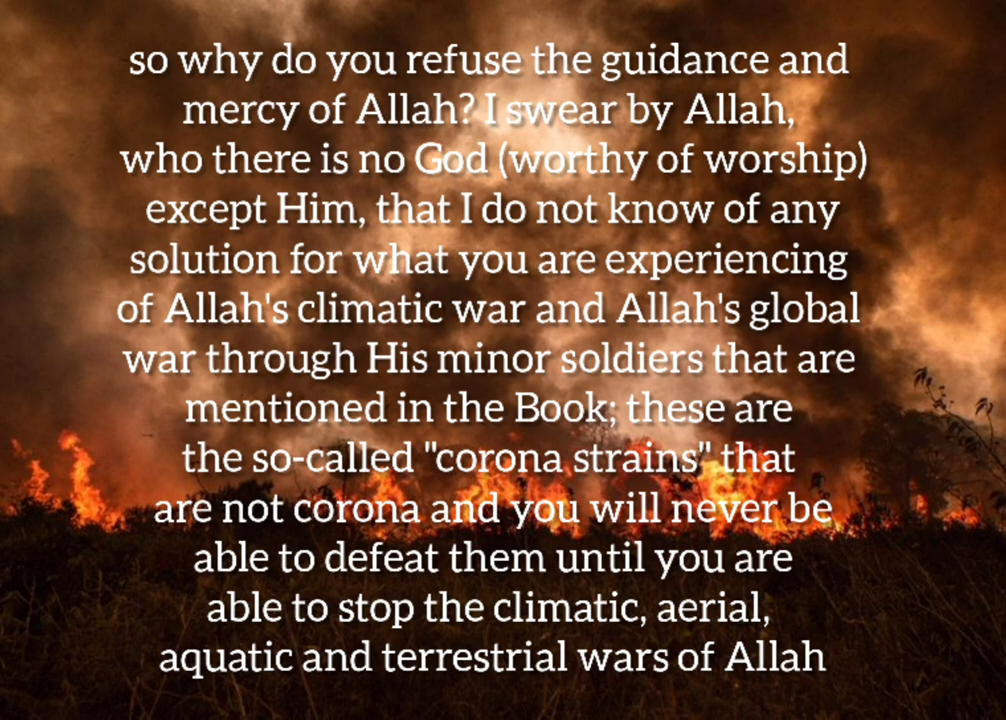 so why do you refuse the guidance and
mercy of Allah? I swear by Allah,
who there is no God (worthy of worship)
except Him, that I do not know of any
solution for what you are experiencing
of Allah's climatic war and Allah's global
war through His minor soldiers that are
mentioned in the Book; these are
the so-called "corona strains" that
are not corona and you will never be
able to defeat them until you are
able to stop the climatic, aerial,
aquatic and terrestrial wars of Allah